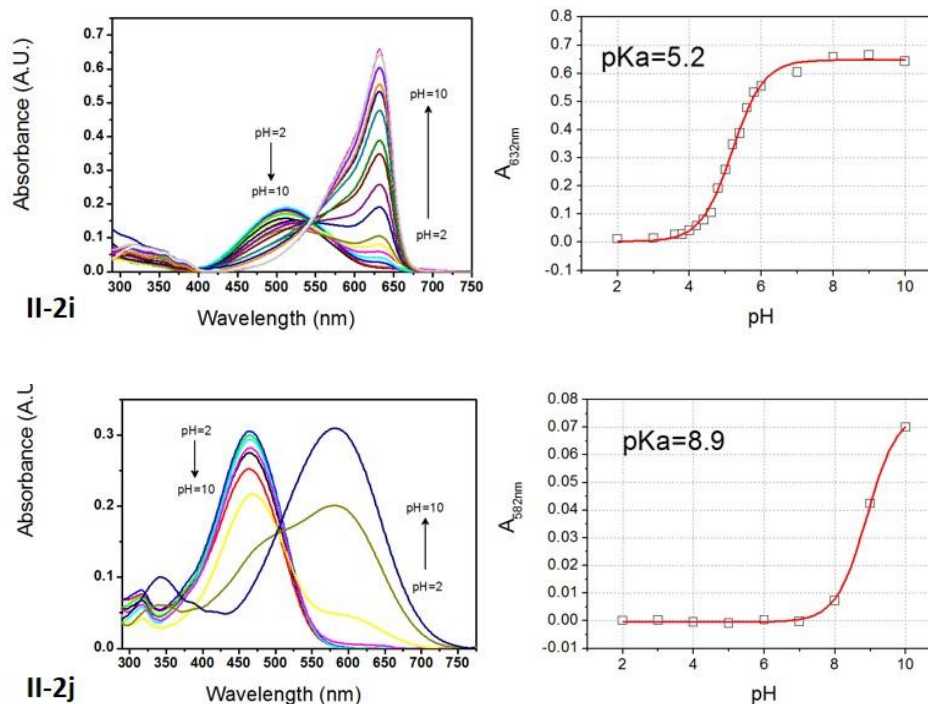 Absorbance (A.U.)
0.7
0.6
0.5
0.4
0.3
0.2
0.1
0.0
pH=2
pH=10
pH=10
pH=2
300 350 400 450 500 550 600 650 700 750
Wavelength (nm)
II-2i
A632nm
0.8
0.7
0.6
0.5
0.4
0.3
0.2
0.1
0.0
-0.1
pKa=5.2
2 4 6 8 10
pH
Absorbance (A.U
0.3
0.2
0.1
0.0
pH=2
pH=10
pH=10
pH=2
300 350 400 450 500 550 600 650 700 750
Wavelength (nm)
II-2j
A582nm
0.08
0.07
0.06
0.05
0.04
0.03
0.02
0.01
0.00
-0.01
pKa=8.9
2 4 6 8 10
pH